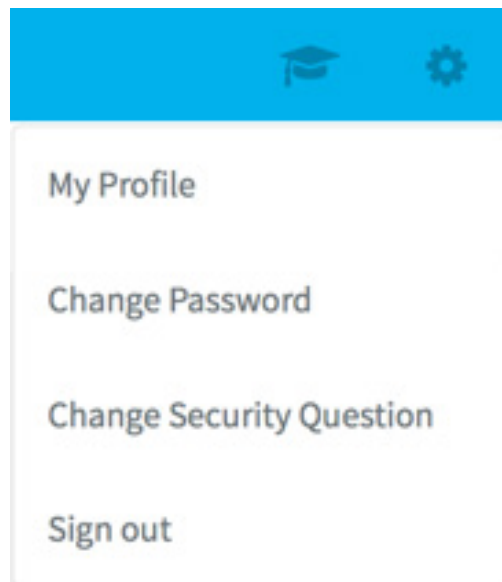 My Profile
Change Password
Change Security Question
Sign out